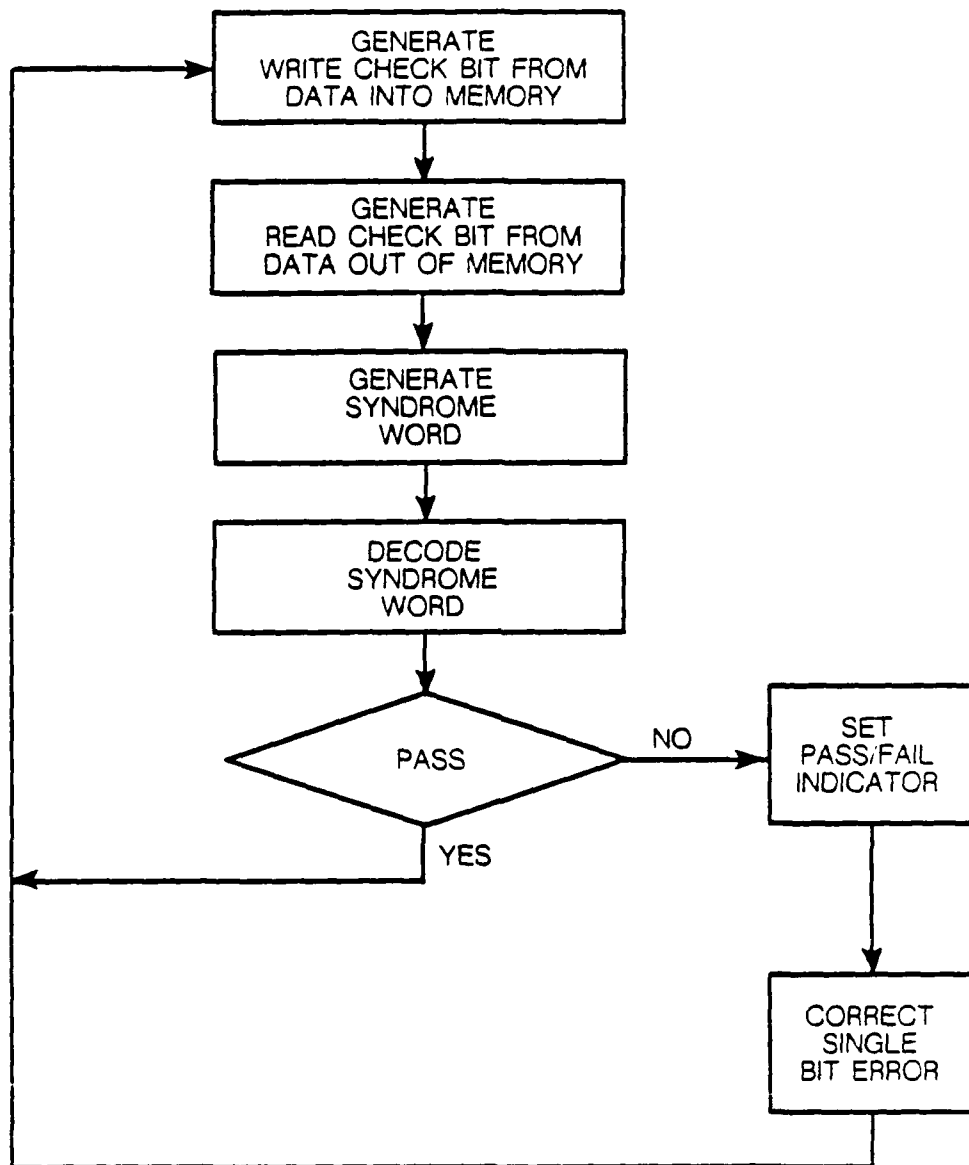 GENERATE
WRITE CHECK BIT FROM
DATA INTO MEMORY
GENERATE
READ CHECK BIT FROM
DATA OUT OF MEMORY
GENERATE
SYNDROME
WORD
DECODE
SYNDROME
WORD
PASS
NO
SET
PASS/FAIL
INDICATOR
YES
CORRECT
SINGLE
BIT ERROR